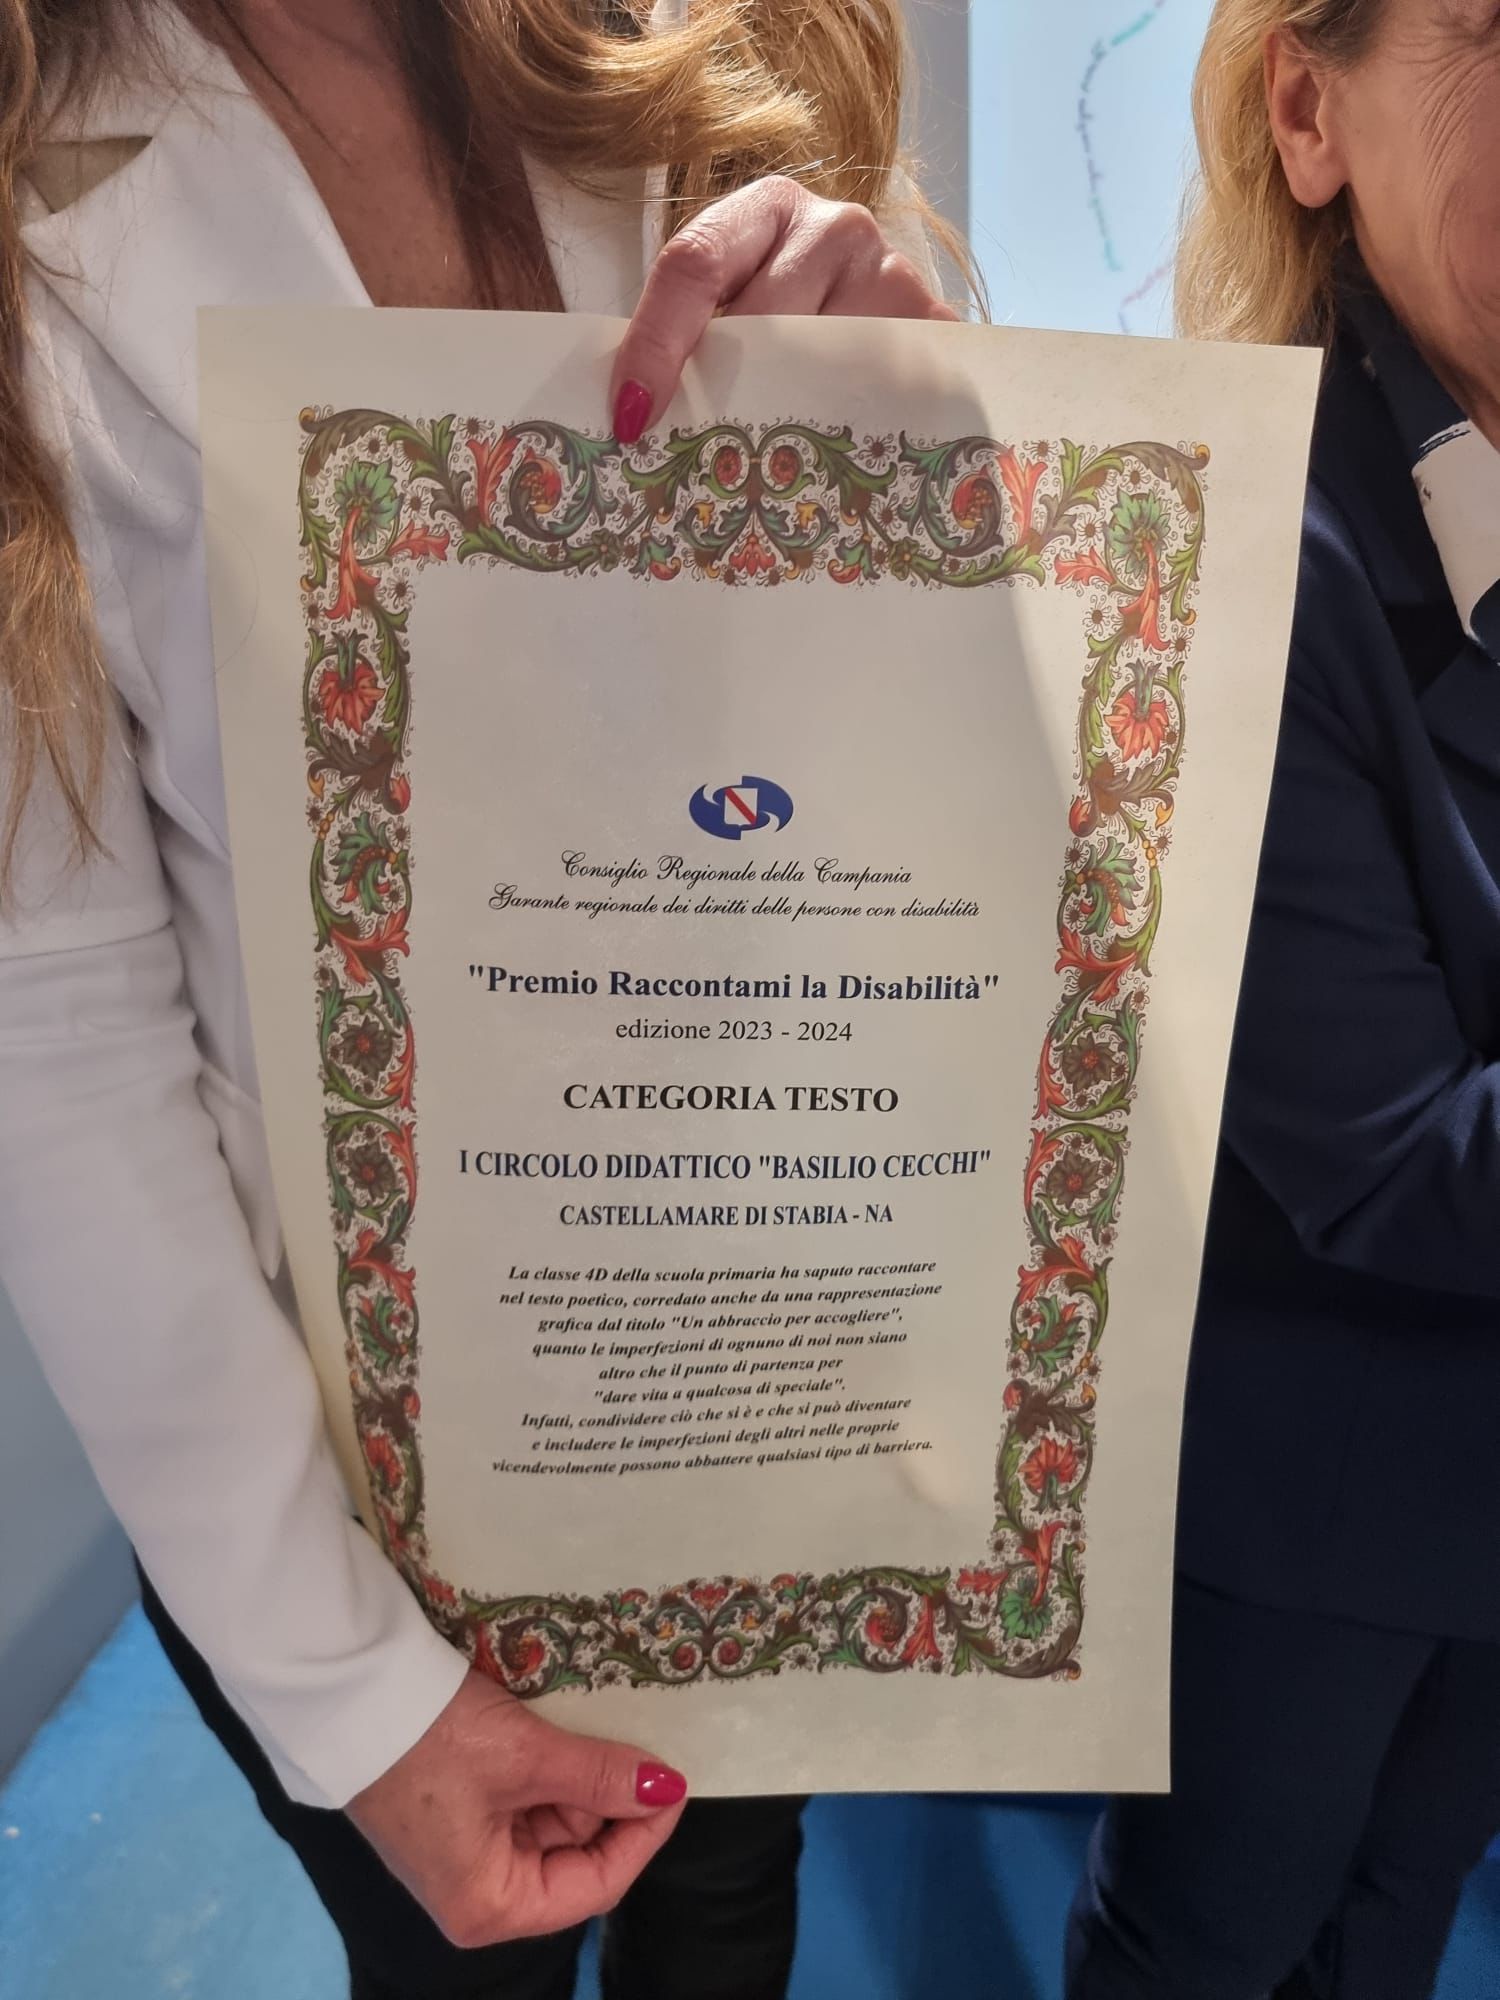 Consiglio Regionale della Campania
Garante regionale dei diritti delle persone con disabilità
"Premio Raccontami la Disabilità"
edizione 2023 - 2024
CATEGORIA TESTO
I CIRCOLO DIDATTICO "BASILIO CECCHI"
CASTELLAMARE DI STABIA - NA
La classe 4D della scuola primaria ha saputo raccontare
nel testo poetico, corredato anche da una rappresentazione
grafica dal titolo "Un abbraccio per accogliere",
quanto le imperfezioni di ognuno di noi non siano
altro che il punto di partenza per
"dare vita a qualcosa di speciale".
Infatti, condividere ciò che si è e che si può diventare
e includere le imperfezioni degli altri nelle proprie
vicendevolmente possono abbattere qualsiasi tipo di barriera.